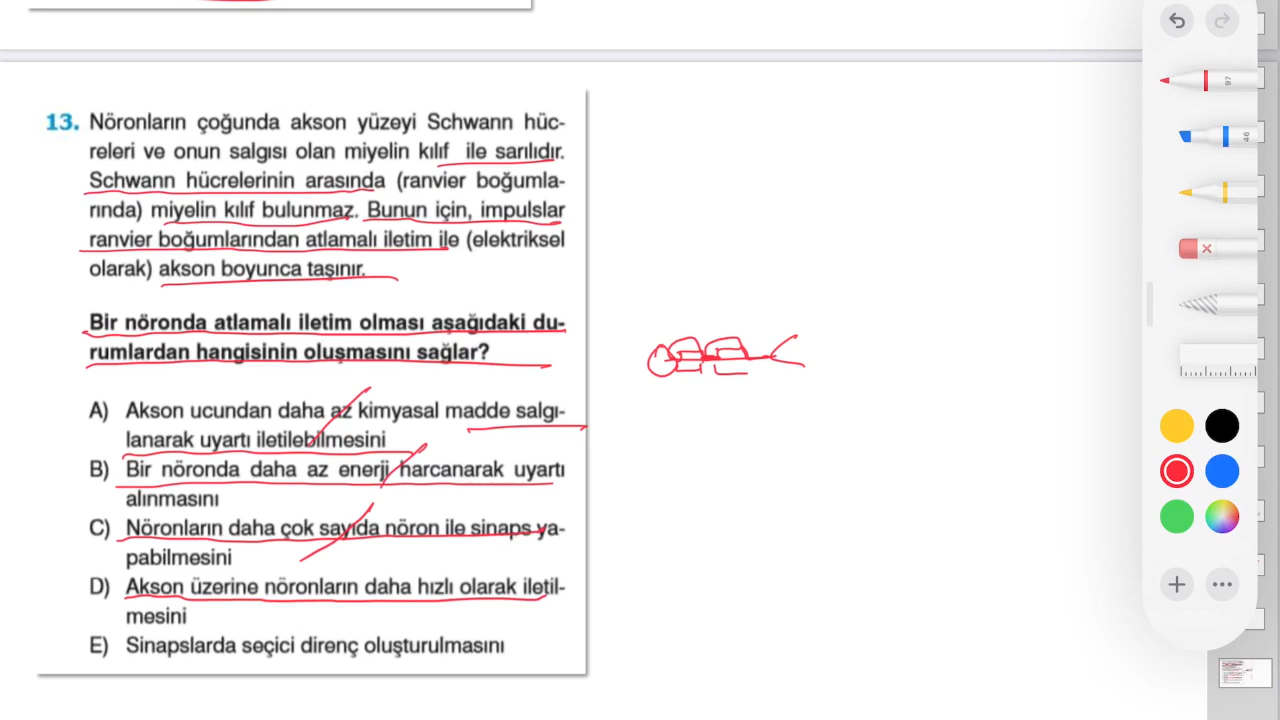 13. Nöronların çoğunda akson yüzeyi Schwann hüc-
releri ve onun salgısı olan miyelin kılıf ile sarılıdır.
Schwann hücrelerinin arasında (ranvier boğumla-
rında) miyelin kılıf bulunmaz. Bunun için, impulslar
ranvier boğumlarından atlamalı iletim ile (elektriksel
olarak) akson boyunca taşınır.
Bir nöronda atlamalı iletim olması aşağıdaki du-
rumlardan hangisinin oluşmasını sağlar?
A) Akson ucundan daha az kimyasal madde salgı-
lanarak uyartı iletilebilmesini
B) Bir nöronda daha az enerji harcanarak uyartı
alınmasını
C) Nöronların daha çok sayıda nöron ile sinaps ya-
pabilmesini
D) Akson üzerine nöronların daha hızlı olarak iletil-
mesini
E) Sinapslarda seçici direnç oluşturulmasını
97
46